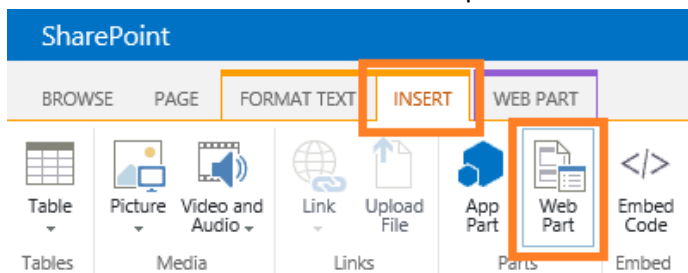 SharePoint
BROWSE PAGE FORMAT TEXT INSERT WEB PART
Table Picture Video and Link Upload App Web Embed
Audio File Part Part Code
Tables Media Links Parts Embed